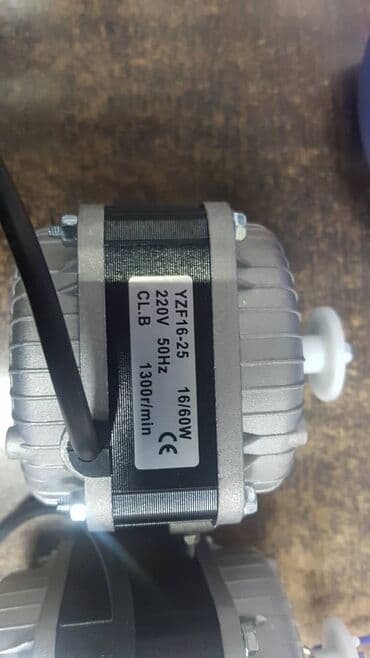 YZF16-25 16/60W
220V 50Hz
CL.B 1300r/min
CE